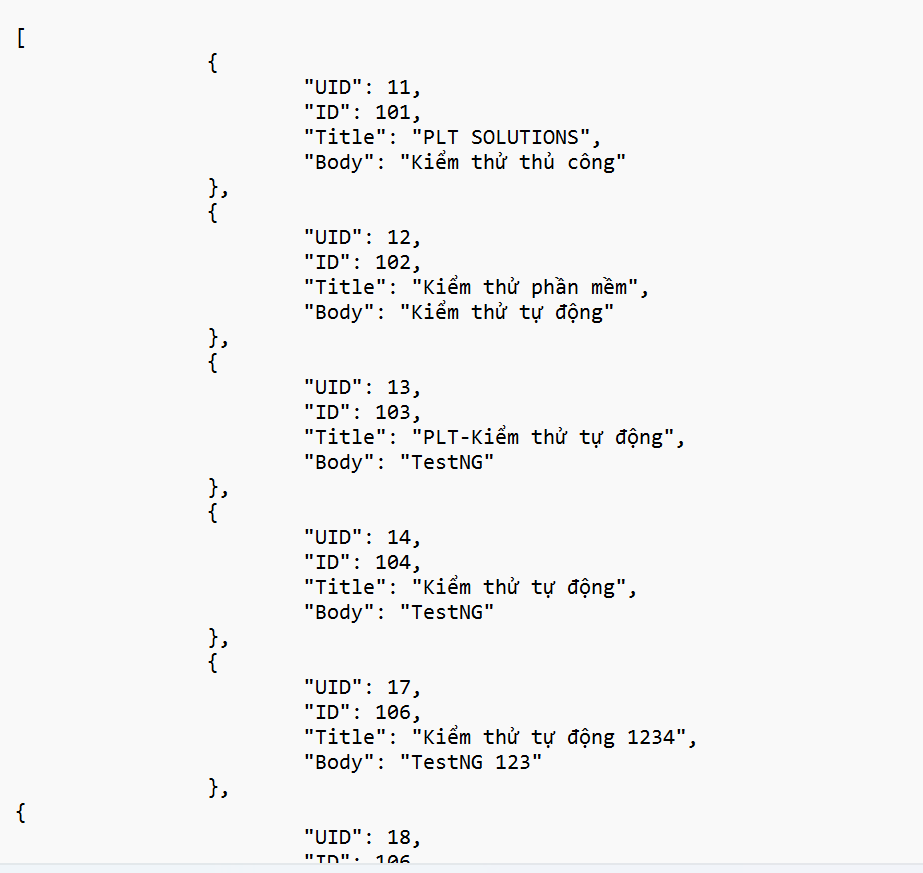 [
{
"UID": 11,
"ID": 101,
"Title": "PLT SOLUTIONS",
"Body": "Kiểm thử thủ công"
},
{
"UID": 12,
"ID": 102,
"Title": "Kiểm thử phần mềm",
"Body": "Kiểm thử tự động"
},
{
"UID": 13,
"ID": 103,
"Title": "PLT-Kiểm thử tự động",
"Body": "TestNG"
},
{
"UID": 14,
"ID": 104,
"Title": "Kiểm thử tự động",
"Body": "TestNG"
},
{
"UID": 17,
"ID": 106,
"Title": "Kiểm thử tự động 1234",
"Body": "TestNG 123"
},
{
"UID": 18,
"ID": 106